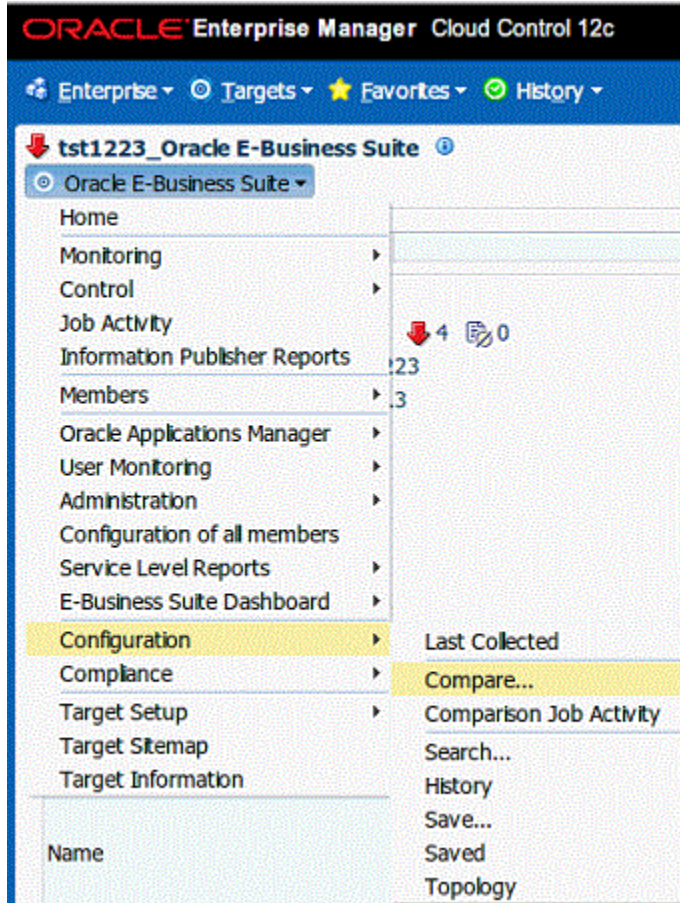 ORACLE Enterprise Manager Cloud Control 12c
Enterprise Targets Favorites History
tst1223_Oracle E-Business Suite
Oracle E-Business Suite
Home
Monitoring
Control
Job Activity
4 0
Information Publisher Reports
223
Members
.3
Oracle Applications Manager
User Monitoring
Administration
Configuration of all members
Service Level Reports
E-Business Suite Dashboard
Configuration
Last Collected
Compliance
Compare...
Target Setup
Comparison Job Activity
Target Sitemap
Search...
Target Information
History
Save...
Name
Saved
Topology